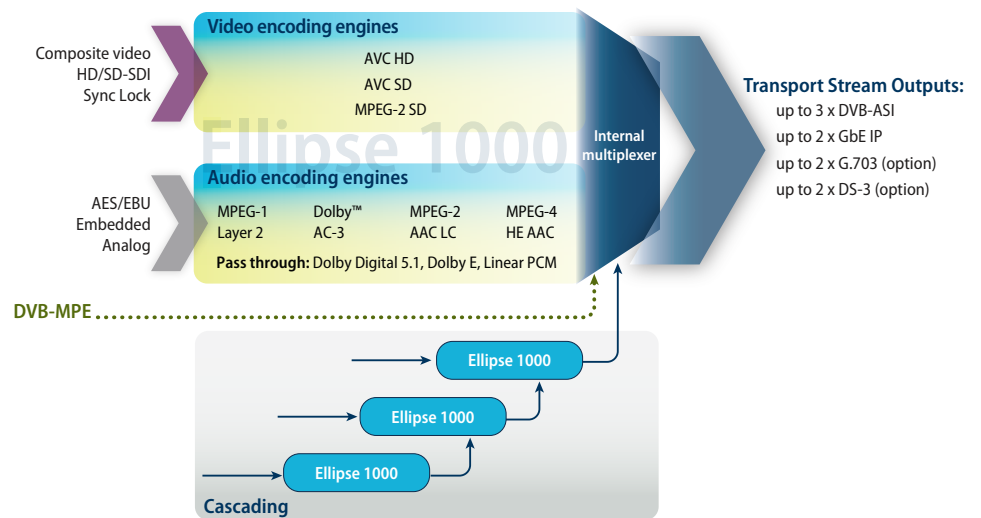 Composite video
HD/SD-SDI
Sync Lock
Video encoding engines
AVC HD
AVC SD
MPEG-2 SD
Ellipse 1000
Internal
multiplexer
Transport Stream Outputs:
up to 3 x DVB-ASI
up to 2 x GbE IP
up to 2 x G.703 (option)
up to 2 x DS-3 (option)
AES/EBU
Embedded
Analog
Audio encoding engines
MPEG-1 Dolby™ MPEG-2 MPEG-4
Layer 2 AC-3 AAC LC HE AAC
Pass through: Dolby Digital 5.1, Dolby E, Linear PCM
DVB-MPE
Ellipse 1000
Ellipse 1000
Ellipse 1000
Cascading